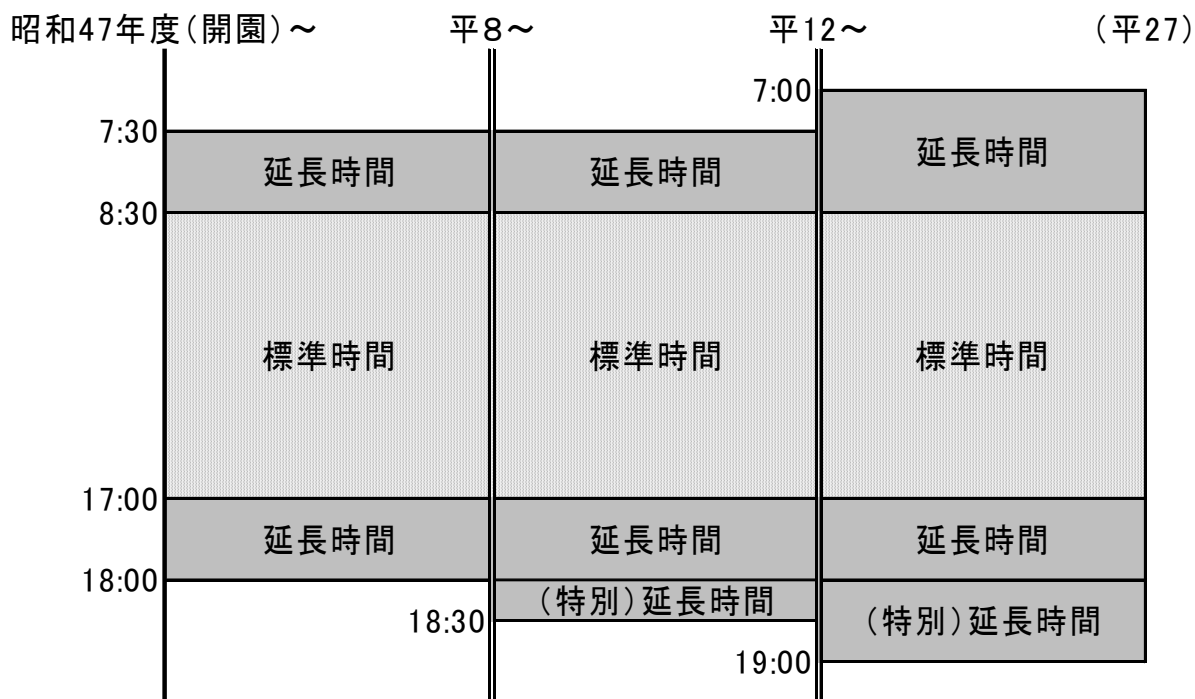 昭和47年度(開園)～ 平8～ 平12～ (平27)
7:00
7:30
延長時間 延長時間 延長時間
8:30
標準時間 標準時間 標準時間
17:00
延長時間 延長時間 延長時間
18:00
(特別)延長時間 (特別)延長時間
18:30
19:00